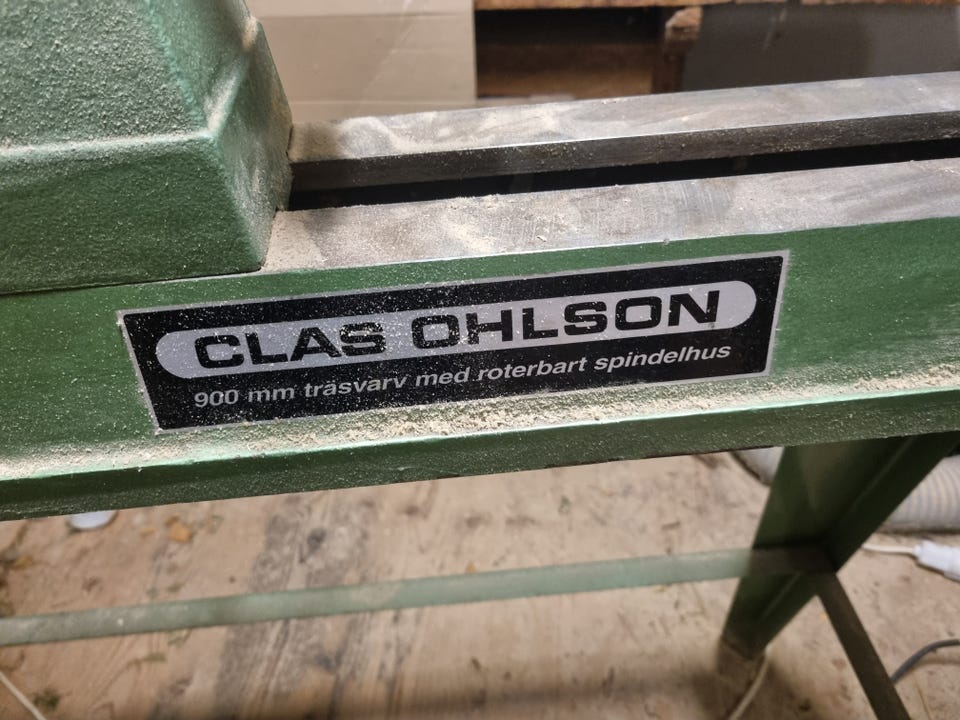 CLAS OHLSON
900 mm träsvarv med roterbart spindelhus